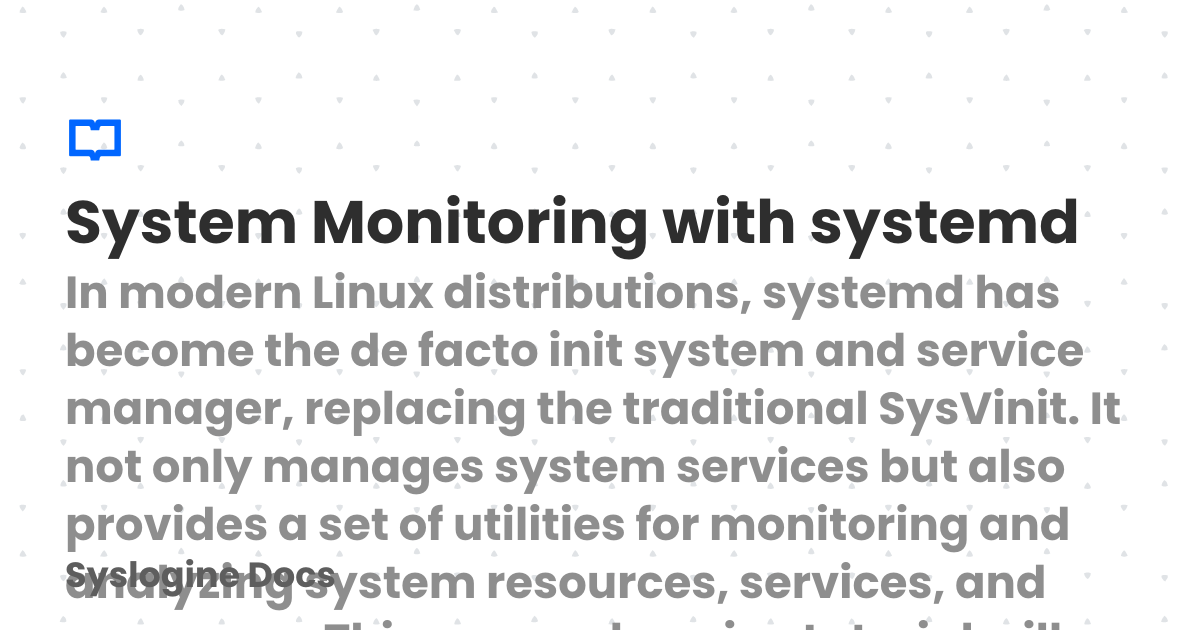 System Monitoring with systemd
In modern Linux distributions, systemd has
become the de facto init system and service
manager, replacing the traditional SysVinit. It
not only manages system services but also
provides a set of utilities for monitoring and
analyzing system resources, services, and
Syslogine Docs